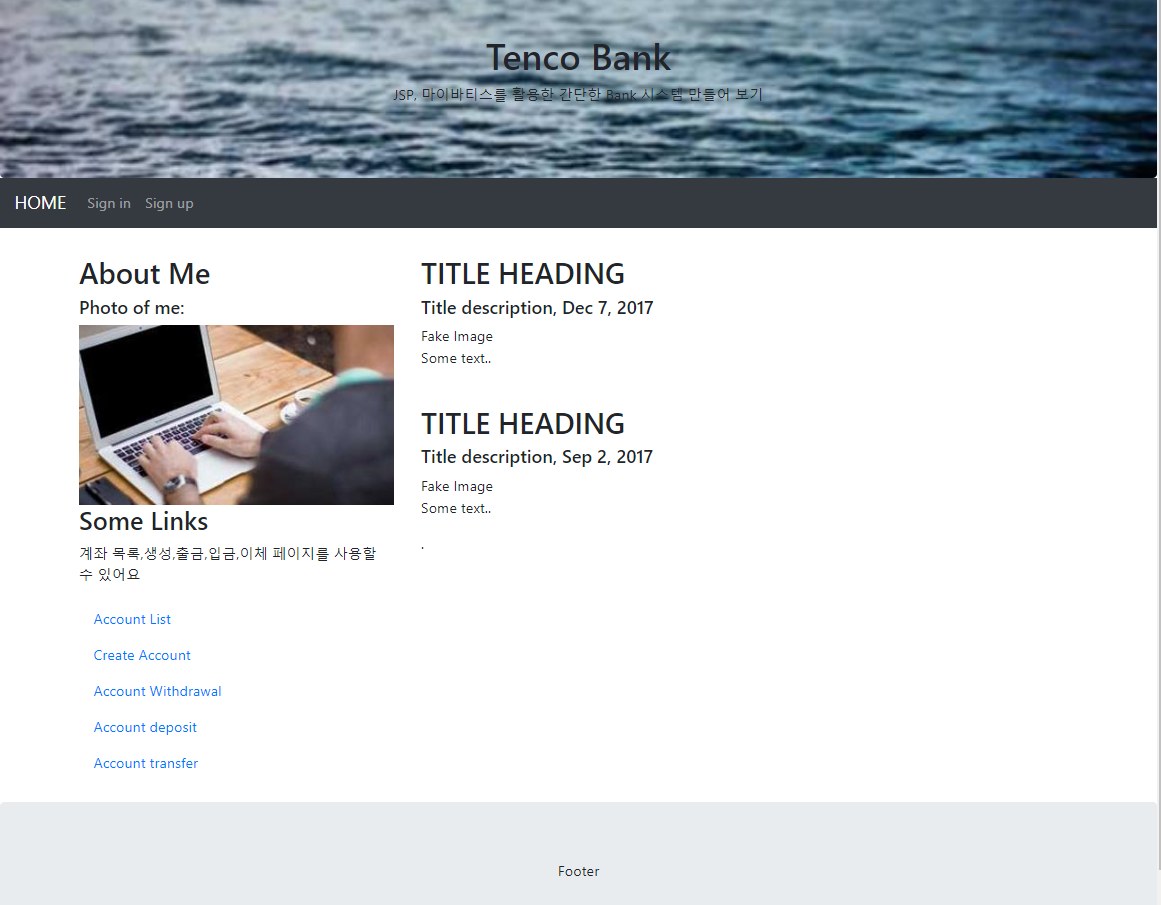 Tenco Bank
JSP, 마이바티스를 활용한 간단한 Bank 시스템 만들어 보기
HOME Sign in Sign up
About Me
Photo of me:
Some Links
계좌 목록,생성,출금,입금,이체 페이지를 사용할
수 있어요
Account List
Create Account
Account Withdrawal
Account deposit
Account transfer
TITLE HEADING
Title description, Dec 7, 2017
Fake Image
Some text..
TITLE HEADING
Title description, Sep 2, 2017
Fake Image
Some text..
.
Footer